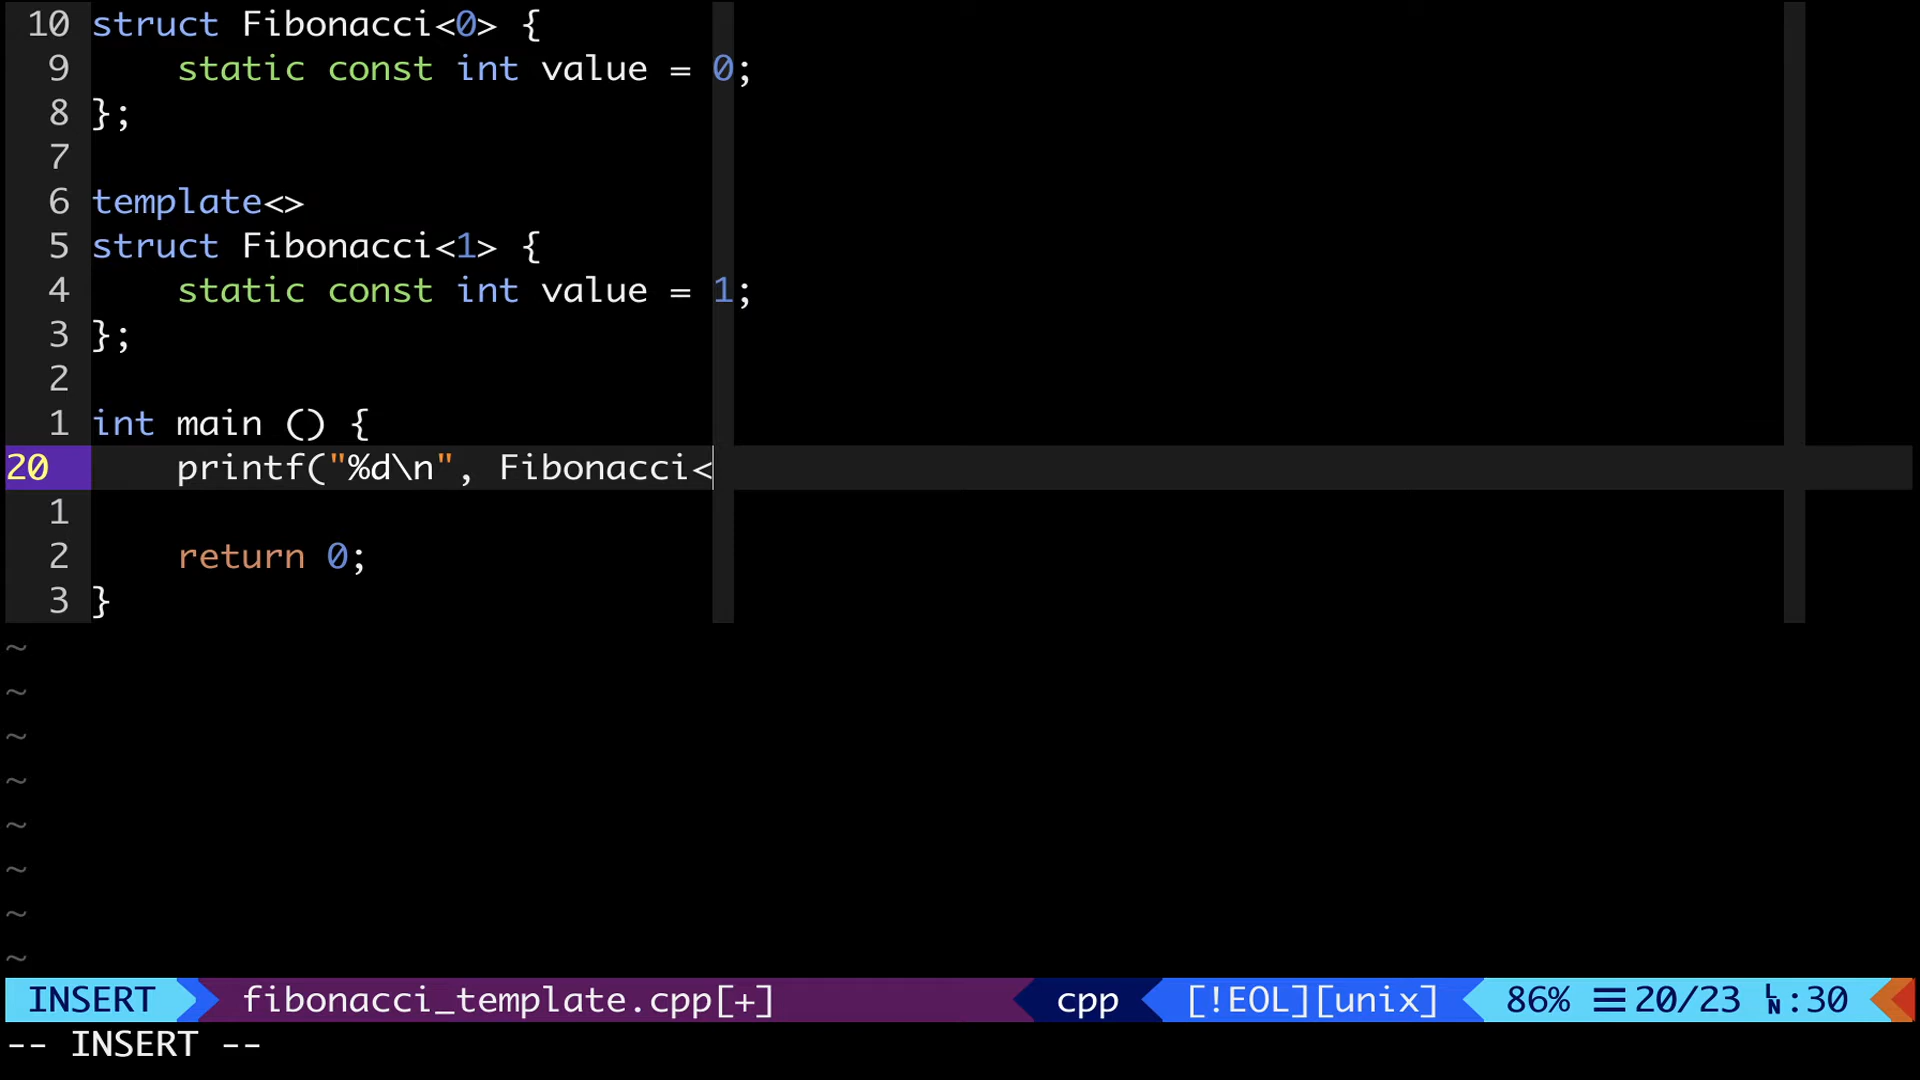 10 struct Fibonacci<0> {
9     static const int value = 0;
8 };
7
6 template<>
5 struct Fibonacci<1> {
4     static const int value = 1;
3 };
2
1 int main () {
20     printf("%d\n", Fibonacci<
1
2     return 0;
3 }
~
~
~
~
~
~
~
~
INSERT fibonacci_template.cpp[+] cpp [!EOL][unix] 86% ☰ 20/23 LN:30
-- INSERT --